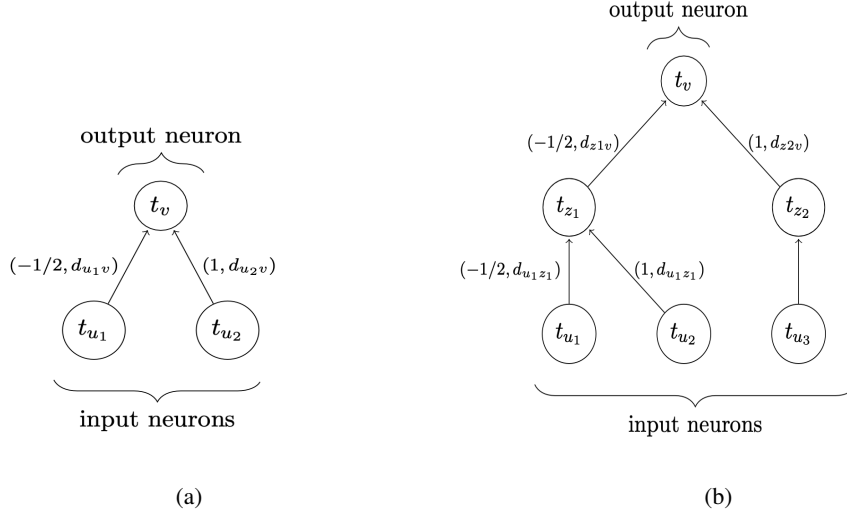 output neuron
t_v
(-1/2, d_{u_1v})
(1, d_{u_2v})
t_{u_1}
t_{u_2}
input neurons
(a)
output neuron
t_v
(-1/2, d_{z1v})
(1, d_{z2v})
t_{z_1}
t_{z_2}
(-1/2, d_{u_1z_1})
(1, d_{u_1z_1})
t_{u_1}
t_{u_2}
t_{u_3}
input neurons
(b)